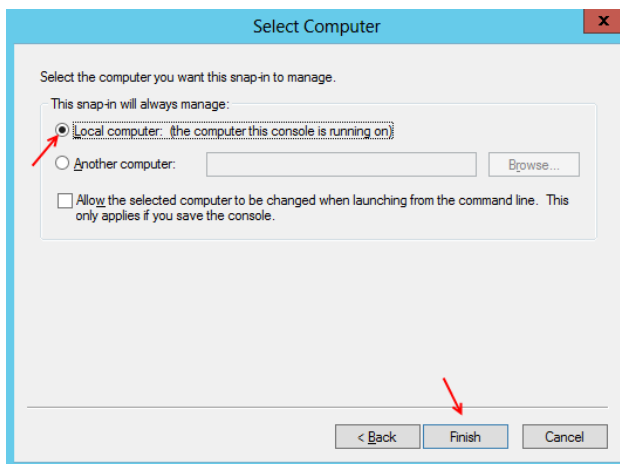 Select Computer
x
Select the computer you want this snap-in to manage.
This snap-in will always manage:
Local computer: (the computer this console is running on)
Another computer:
Browse...
Allow the selected computer to be changed when launching from the command line. This
only applies if you save the console.
< Back
Finish
Cancel